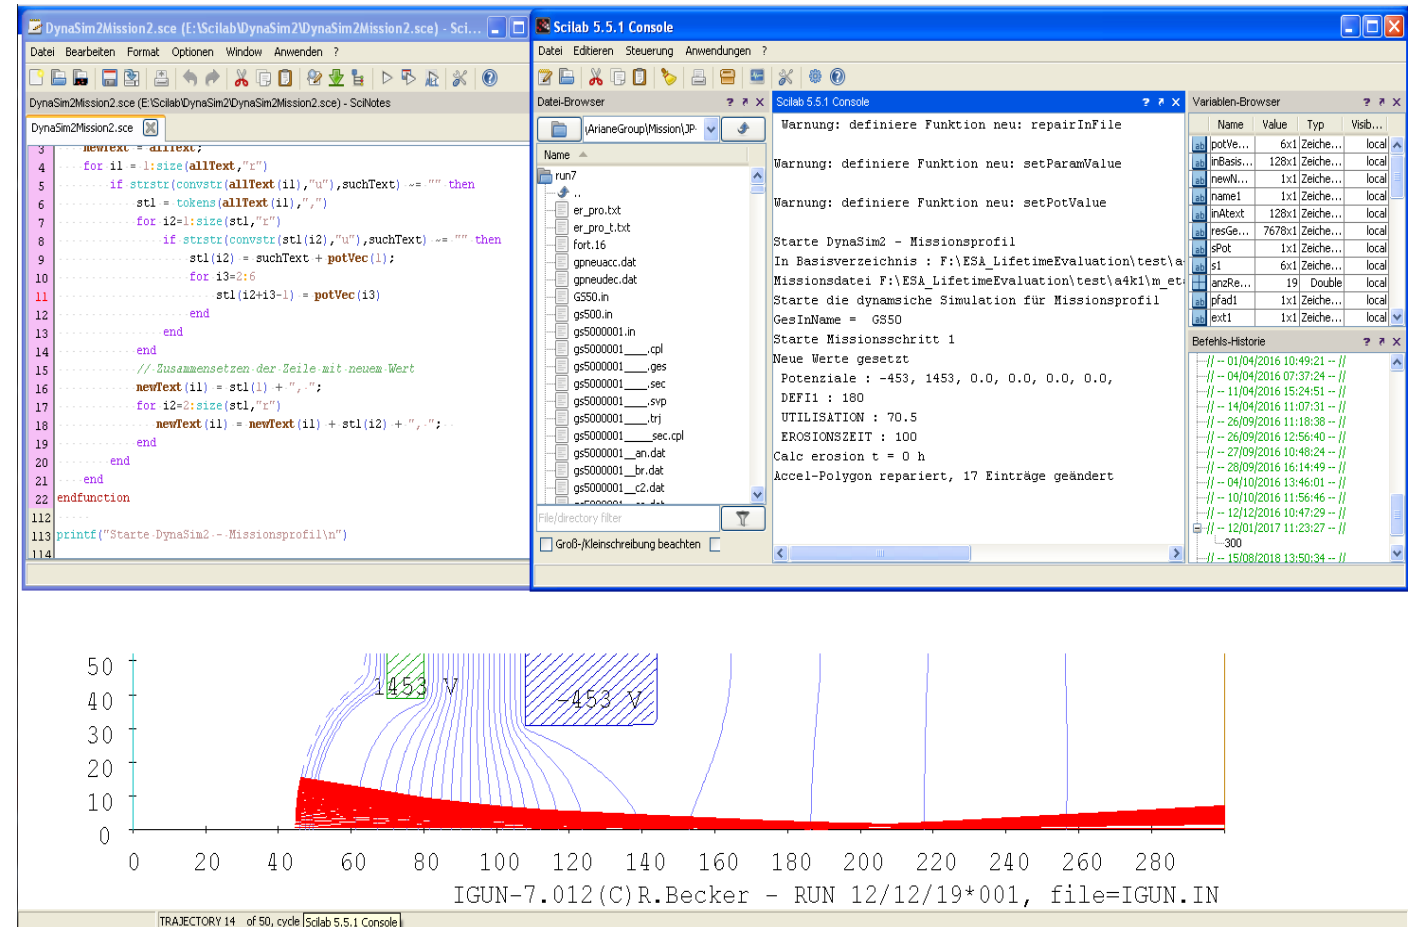 DynaSim2Mission2.sce (E:\Scilab\DynaSim2\DynaSim2Mission2.sce) - Sci...
Datei Bearbeiten Format Optionen Window Anwenden ?
DynaSim2Mission2.sce (E:\Scilab\DynaSim2\DynaSim2Mission2.sce) - SciNotes
DynaSim2Mission2.sce
3 newText = allText;
4 for i1 = 1:size(allText,"r")
5 if strstr(convstr(allText(i1),"u"),suchText) ~= "" then
6 st1 = tokens(allText(i1),",")
7 for i2=1:size(st1,"r")
8 if strstr(convstr(st1(i2),"u"),suchText) ~= "" then
9 st1(i2) = suchText + potVec(1);
10 for i3=2:6
11 st1(i2+i3-1) = potVec(i3)
12 end
13 end
14 end
15 // Zusammensetzen der Zeile mit neuem Wert
16 newText(i1) = st1(1) + ", ";
17 for i2=2:size(st1,"r")
18 newText(i1) = newText(i1) + st1(i2) + ", ";
19 end
20 end
21 end
22 endfunction
112
113 printf("Starte DynaSim2 - Missionsprofil\n")
114
Scilab 5.5.1 Console
Datei Editieren Steuerung Anwendungen ?
Datei-Browser ? X
\ArianeGroup\Mission\JP-
Name
run7
..
er_pro.txt
er_pro_t.txt
fort.16
gpneuacc.dat
gpneudec.dat
GS50.in
gs500.in
gs5000001.in
gs5000001____.cpl
gs5000001____.ges
gs5000001____.sec
gs5000001____.svp
gs5000001____.trj
gs5000001_____sec.cpl
gs5000001__an.dat
gs5000001__br.dat
gs5000001__c2.dat
File/directory filter
Groß-/Kleinschreibung beachten
Scilab 5.5.1 Console ? X
Warnung: definiere Funktion neu: repairInFile
Warnung: definiere Funktion neu: setParamValue
Warnung: definiere Funktion neu: setPotValue
Starte DynaSim2 - Missionsprofil
In Basisverzeichnis : F:\ESA_LifetimeEvaluation\test\a
Missionsdatei F:\ESA_LifetimeEvaluation\test\a4k1\m_et
Starte die dynamsiche Simulation für Missionsprofil
GesInName = GS50
Starte Missionsschritt 1
Neue Werte gesetzt
Potenziale : -453, 1453, 0.0, 0.0, 0.0, 0.0,
DEFI1 : 180
UTILISATION : 70.5
EROSIONSZEIT : 100
Calc erosion t = 0 h
Accel-Polygon repariert, 17 Einträge geändert
Variablen-Bro ? X
Name Value Typ Visib...
potVe... 6x1 Zeiche... local
inBasis... 128x1 Zeiche... local
newN... 1x1 Zeiche... local
name1 1x1 Zeiche... local
inAtext 128x1 Zeiche... local
resGe... 7678x1 Zeiche... local
sPot 1x1 Zeiche... local
s1 6x1 Zeiche... local
anzRe... 19 Double local
pfad1 1x1 Zeiche... local
ext1 1x1 Zeiche... local
Befehls-Historie ? X
// -- 01/04/2016 10:49:21 -- //
// -- 04/04/2016 07:37:24 -- //
// -- 11/04/2016 15:24:51 -- //
// -- 14/04/2016 11:07:31 -- //
// -- 26/09/2016 11:18:38 -- //
// -- 26/09/2016 12:56:40 -- //
// -- 27/09/2016 10:48:24 -- //
// -- 28/09/2016 16:14:49 -- //
// -- 04/10/2016 13:46:01 -- //
// -- 10/10/2016 11:56:46 -- //
// -- 12/12/2016 10:47:29 -- //
// -- 12/01/2017 11:23:27 -- //
300
// -- 15/08/2018 13:50:34 -- //
50
40
30
20
10
0
1453 V
-453 V
0 20 40 60 80 100 120 140 160 180 200 220 240 260 280
IGUN-7.012(C)R.Becker - RUN 12/12/19*001, file=IGUN.IN
TRAJECTORY 14 of 50, cycle
Scilab 5.5.1 Console